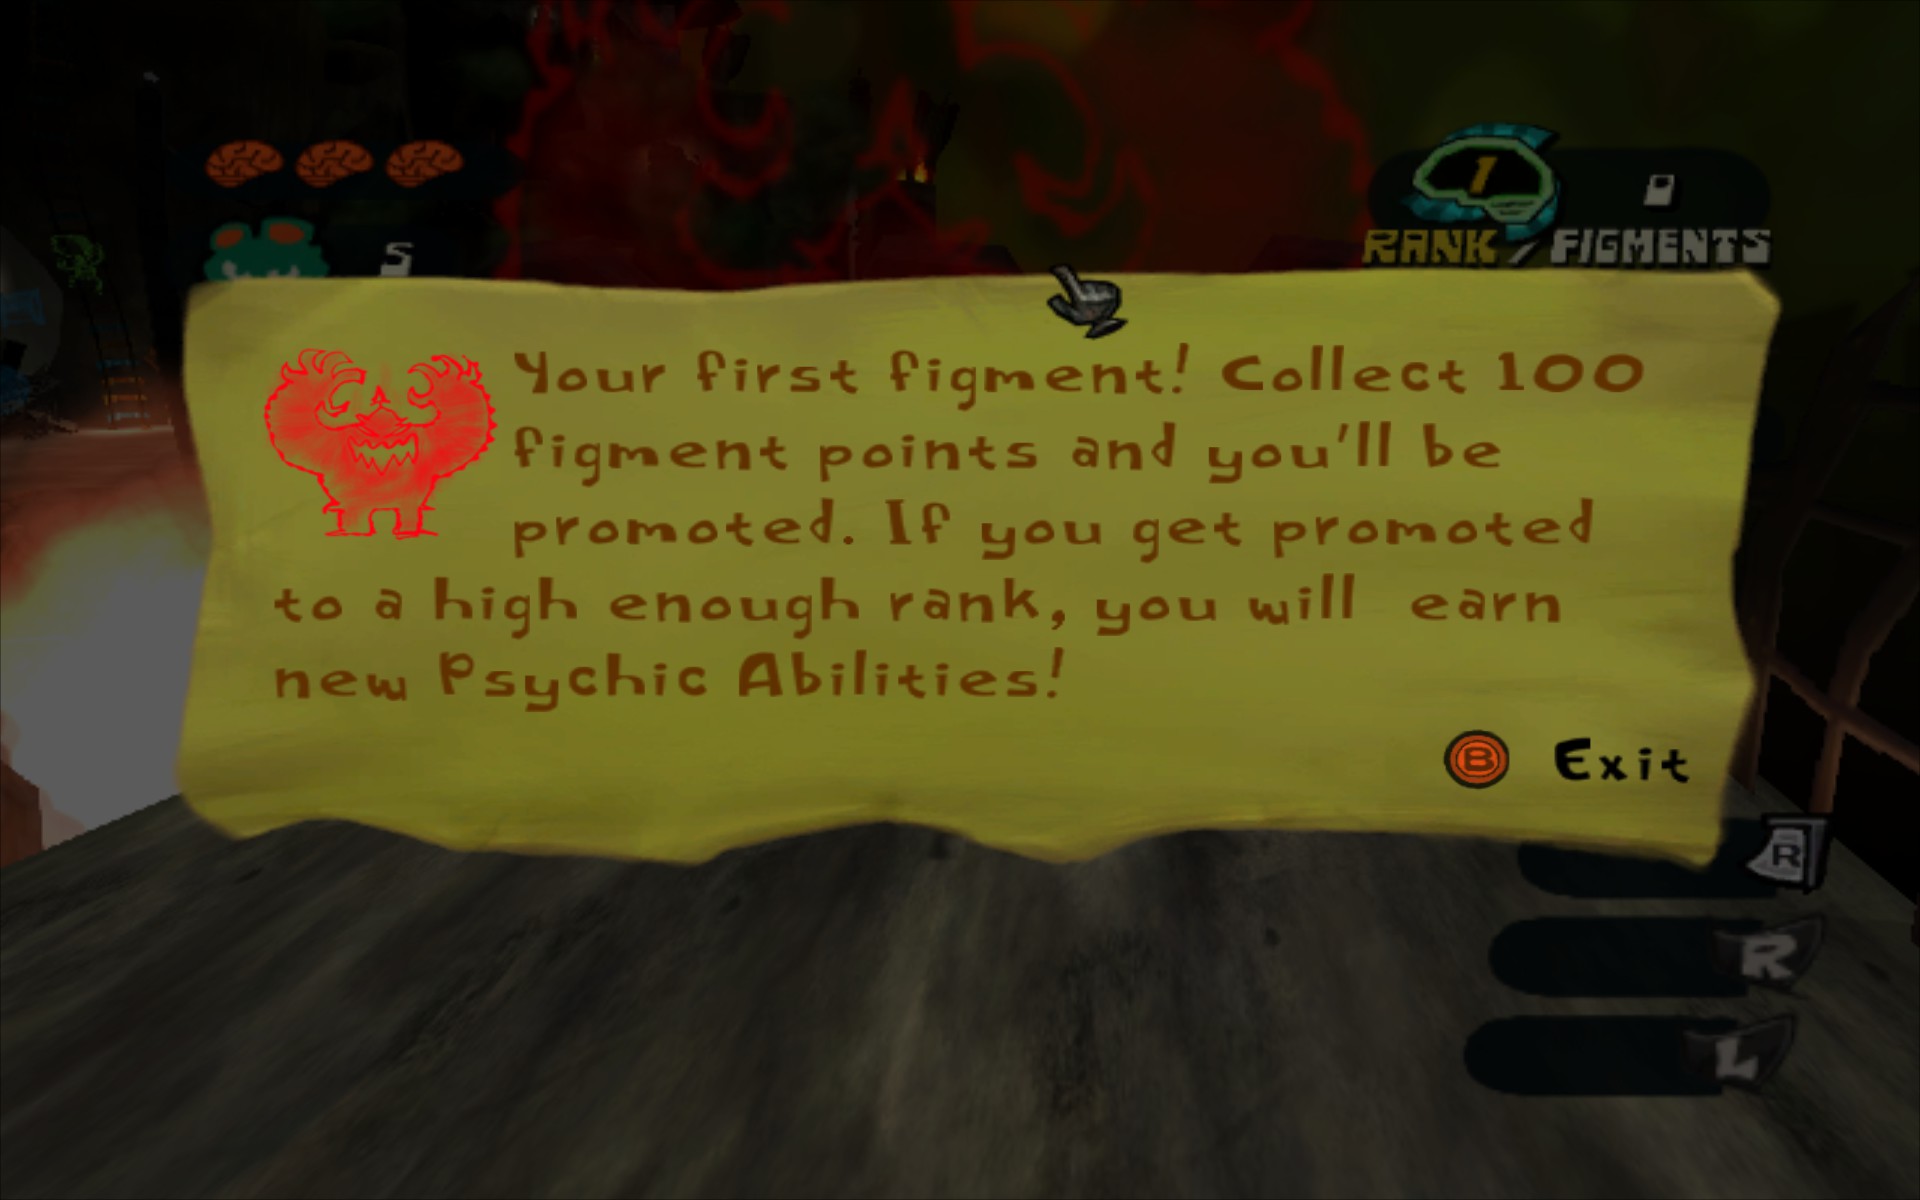 1
S
RANK / FIGMENTS
Your first figment! Collect 100
figment points and you'll be
promoted. If you get promoted
to a high enough rank, you will earn
new Psychic Abilities!
B Exit
R
R
L